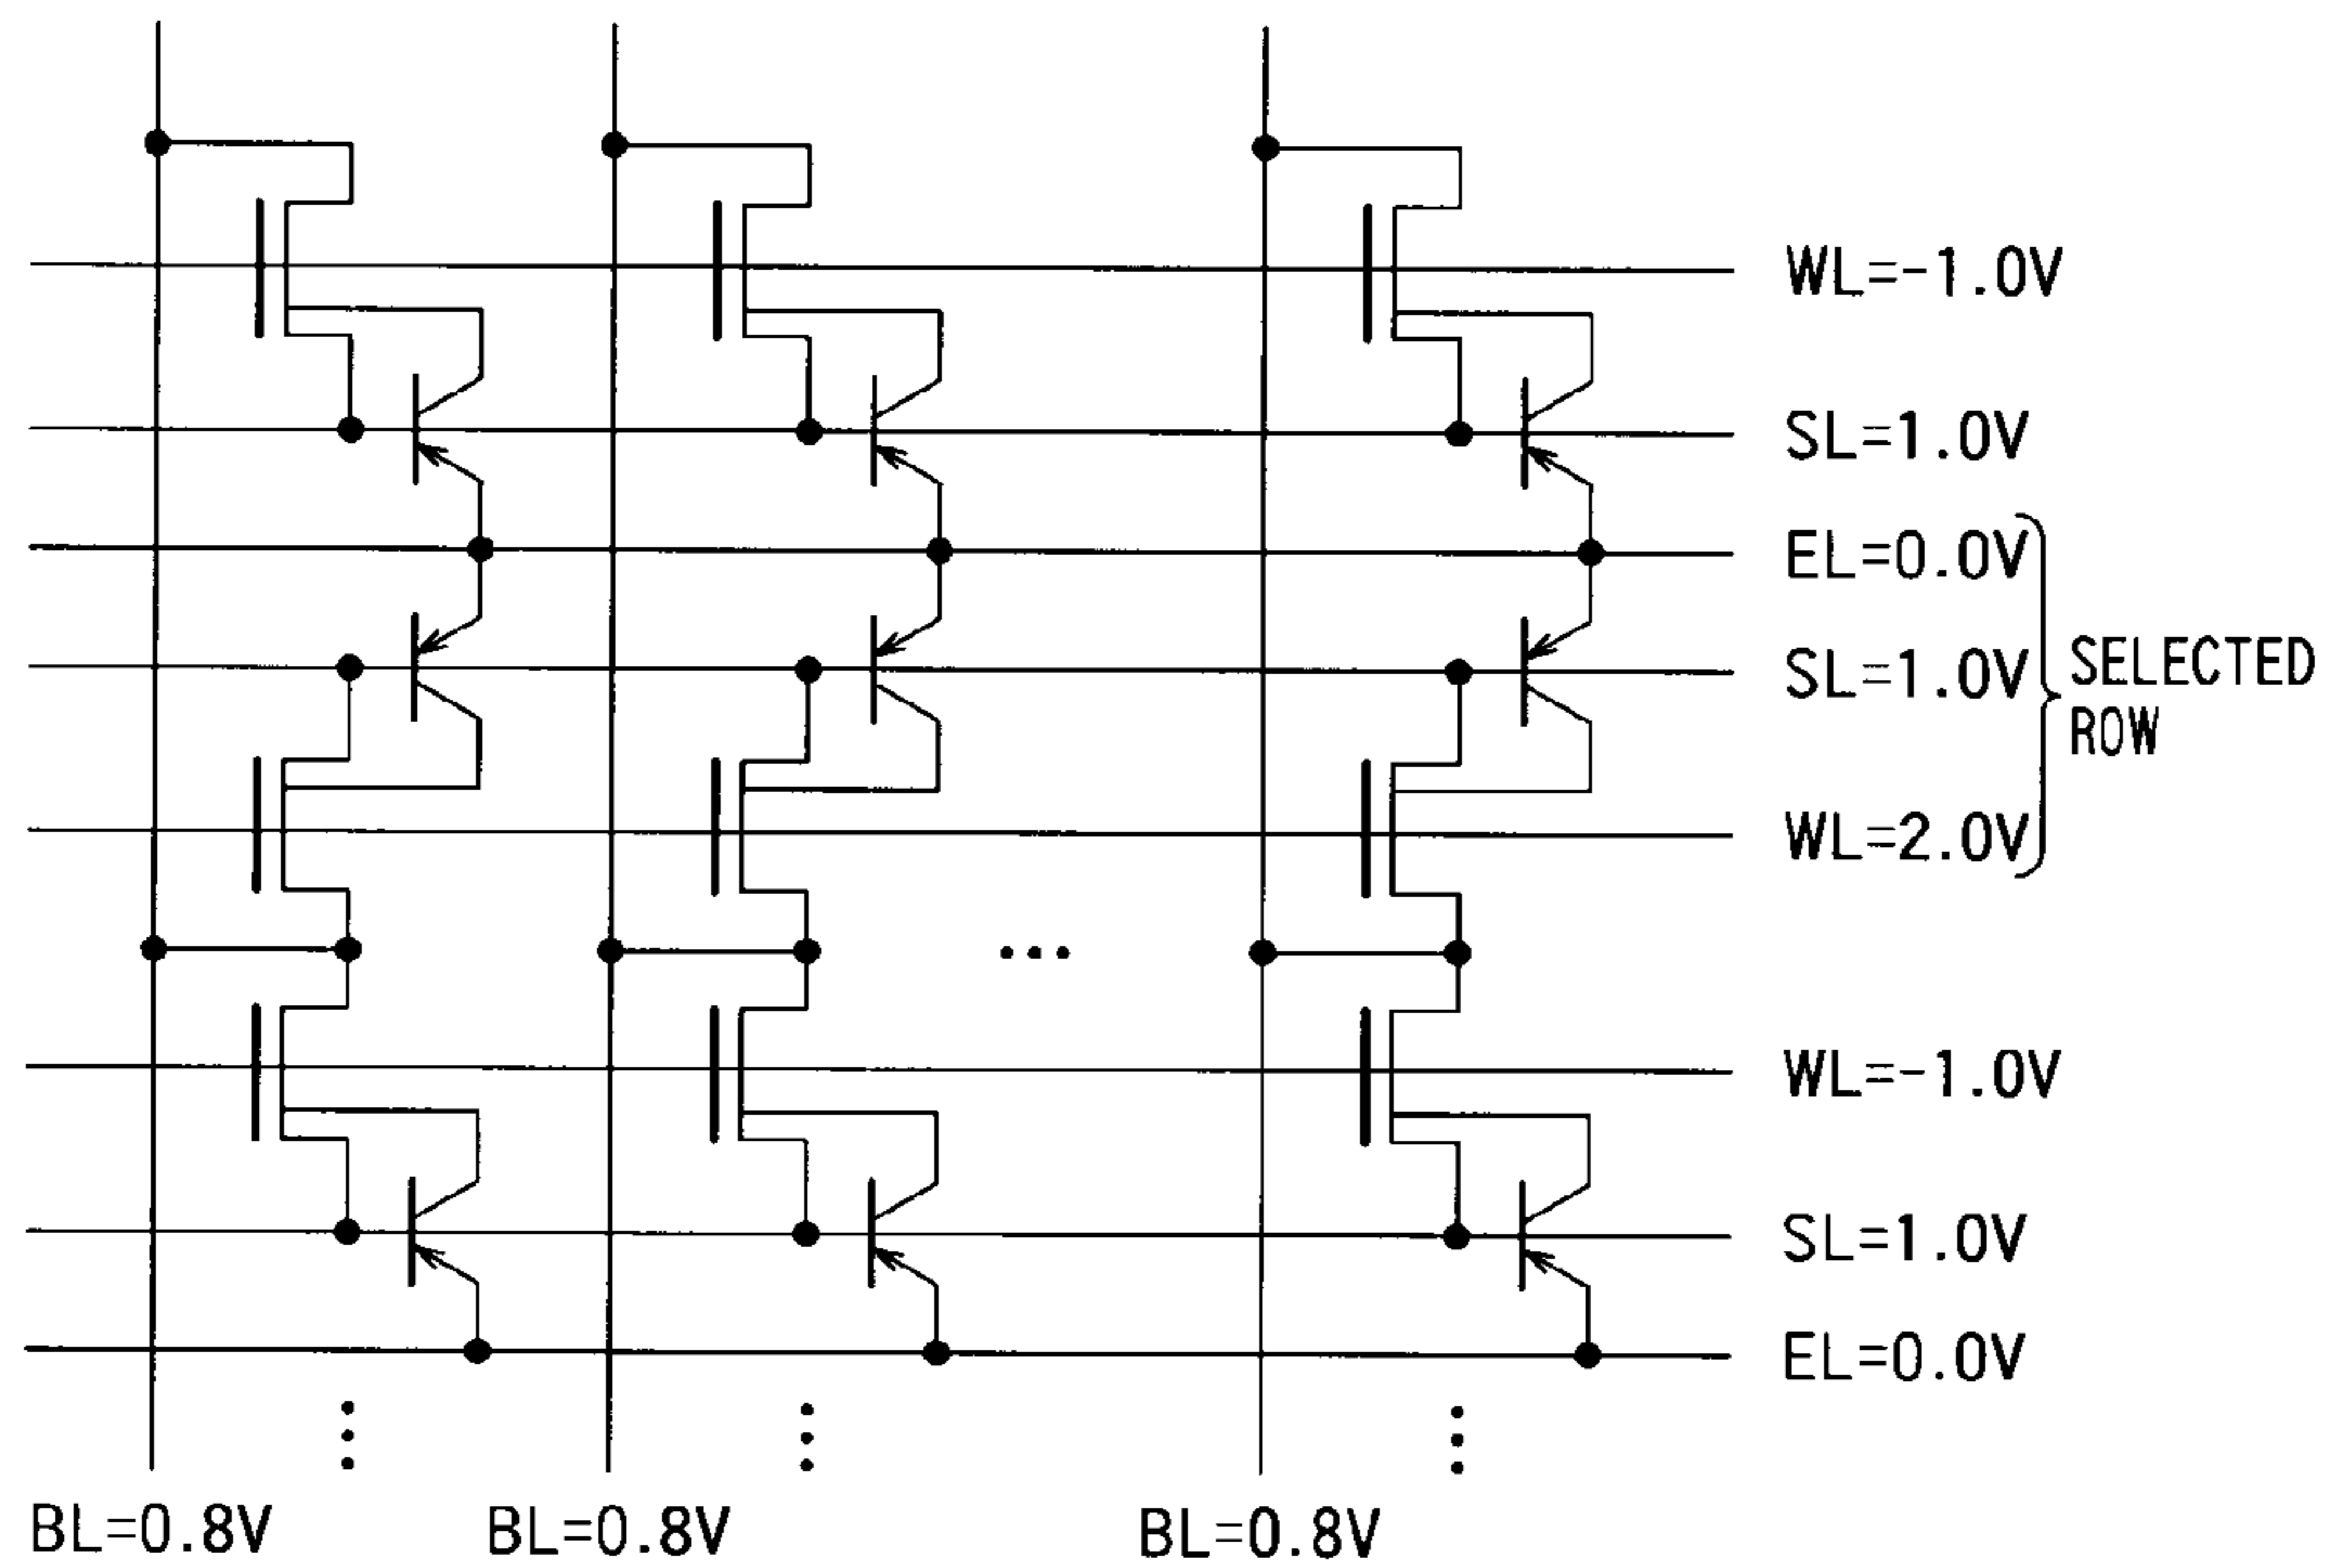 WL=-1.0V
SL=1.0V
EL=0.0V
SL=1.0V
SELECTED
ROW
WL=2.0V
WL=-1.0V
SL=1.0V
EL=0.0V
BL=0.8V BL=0.8V BL=0.8V